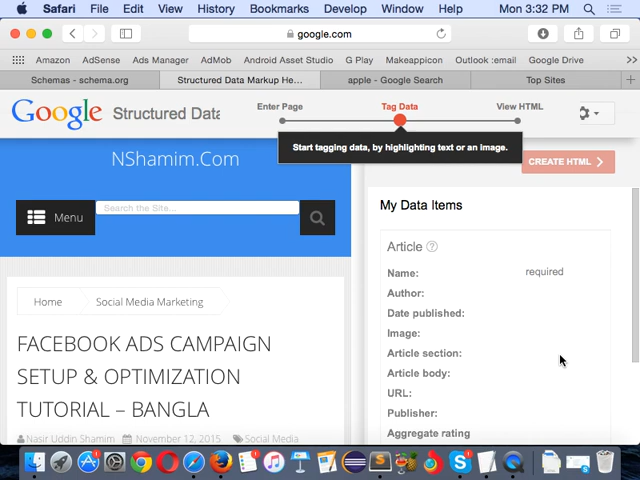 Safari File Edit View History Bookmarks Develop Window Help Mon 3:32 PM
google.com
Amazon AdSense Ads Manager AdMob Android Asset Studio G Play Makeappicon Outlook :email Google Drive
Schemas - schema.org Structured Data Markup He... apple - Google Search Top Sites
Google Structured Data
Enter Page Tag Data View HTML
Start tagging data, by highlighting text or an image.
CREATE HTML
NShamim.Com
Menu Search the Site...
My Data Items
Article ?
Name: required
Author:
Date published:
Image:
Article section:
Article body:
URL:
Publisher:
Aggregate rating
Home Social Media Marketing
FACEBOOK ADS CAMPAIGN
SETUP & OPTIMIZATION
TUTORIAL – BANGLA
Nasir Uddin Shamim November 12, 2015 Social Media